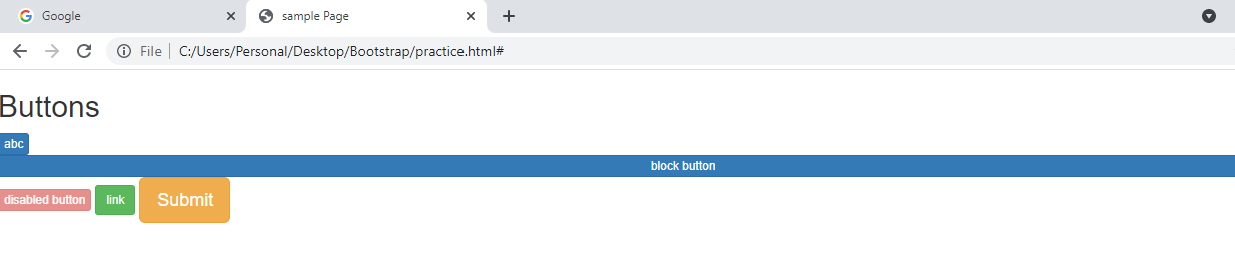 Google sample Page
File C:/Users/Personal/Desktop/Bootstrap/practice.html#
Buttons
abc
block button
disabled button link Submit